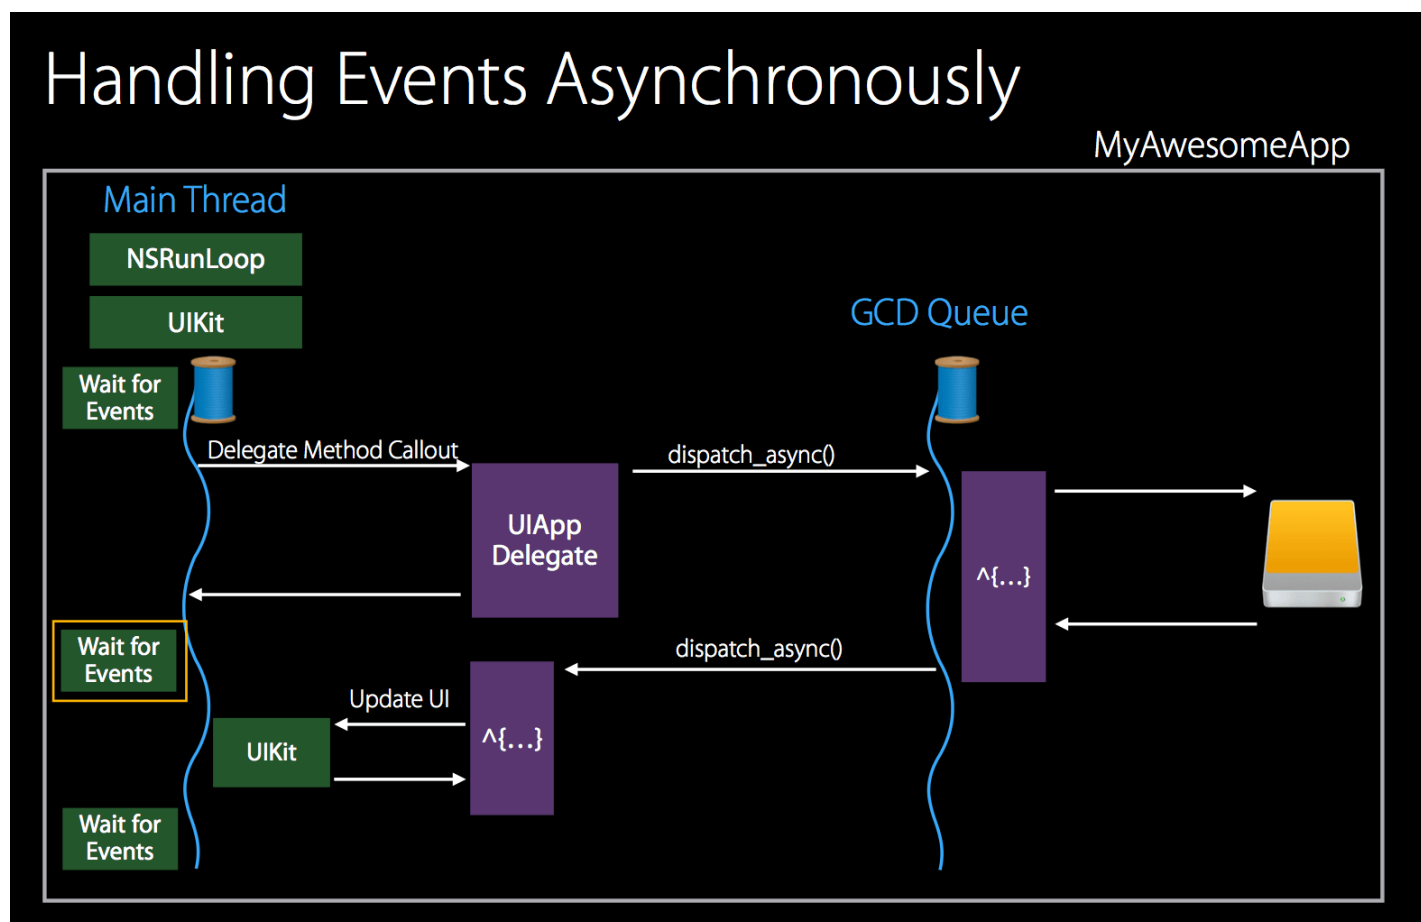 Handling Events Asynchronously
MyAwesomeApp
Main Thread
NSRunLoop
UIKit
GCD Queue
Wait for
Events
Delegate Method Callout
dispatch_async()
UIApp
Delegate
^{...}
Wait for
Events
dispatch_async()
Update UI
^{...}
UIKit
Wait for
Events